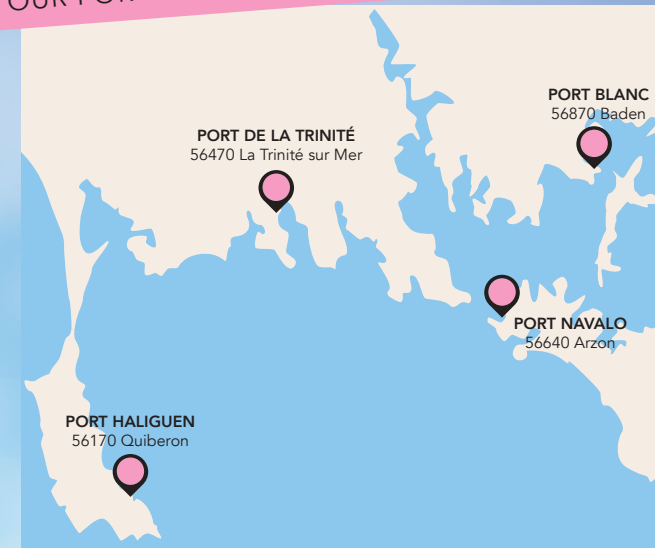 PORT BLANC
56870 Baden
PORT DE LA TRINITÉ
56470 La Trinité sur Mer
PORT NAVALO
56640 Arzon
PORT HALIGUEN
56170 Quiberon